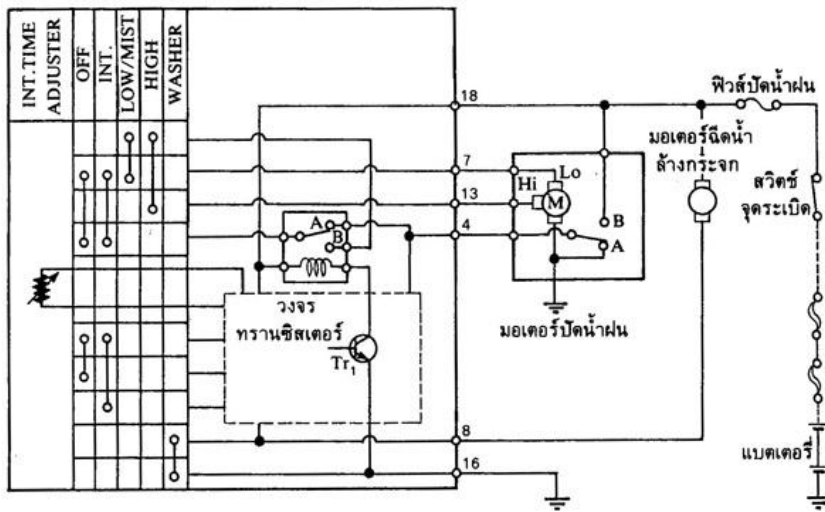 INT. TIME
ADJUSTER
OFF
INT.
LOW/MIST
HIGH
WASHER
18
ฟิวส์ปัดน้ำฝน
มอเตอร์ฉีดน้ำ
ล้างกระจก
สวิตช์
จุดระเบิด
7
Lo
Hi
M
13
B
A
4
A
B
มอเตอร์ปัดน้ำฝน
วงจร
ทรานซิสเตอร์
Tr₁
8
16
แบตเตอรี่